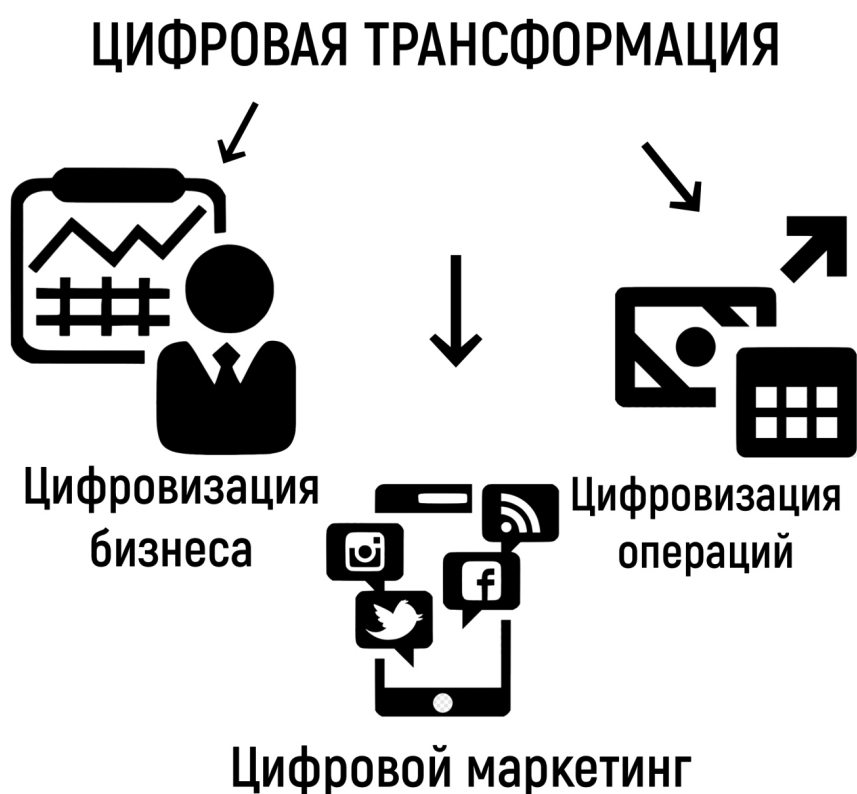 ЦИФРОВАЯ ТРАНСФОРМАЦИЯ
Цифровизация
бизнеса
Цифровизация
операций
Цифровой маркетинг